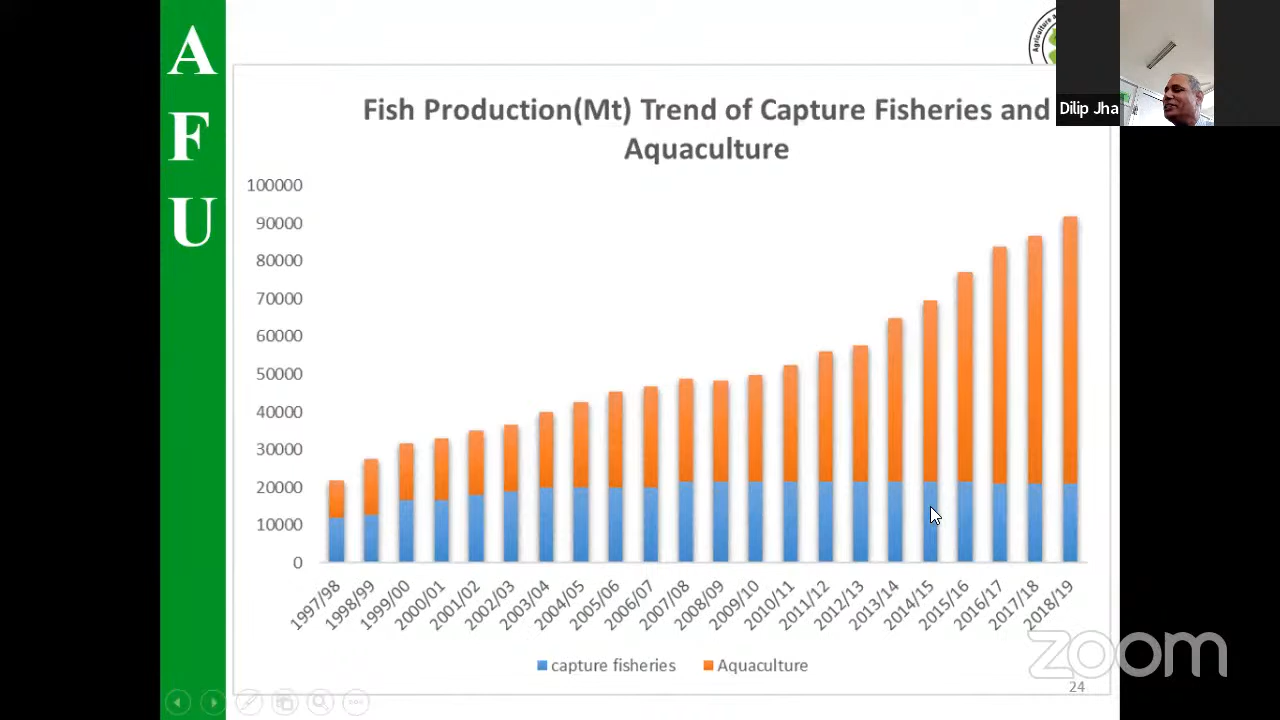 A
F
U
Agriculture a
Dilip Jha
Fish Production(Mt) Trend of Capture Fisheries and
Aquaculture
100000
90000
80000
70000
60000
50000
40000
30000
20000
10000
0
1997/98 1998/99 1999/00 2000/01 2001/02 2002/03 2003/04 2004/05 2005/06 2006/07 2007/08 2008/09 2009/10 2010/11 2011/12 2012/13 2013/14 2014/15 2015/16 2016/17 2017/18 2018/19
capture fisheries Aquaculture
zoom
24